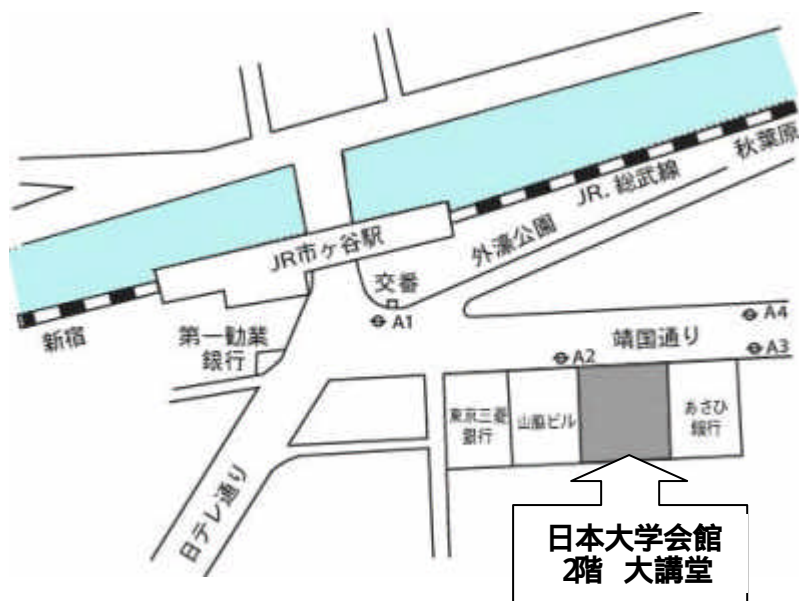 秋葉原
JR. 総武線
外濠公園
JR市ヶ谷駅
交番
A1
新宿
第一勧業
銀行
靖国通り
A4
A3
A2
東京三菱
銀行
山脇ビル
あさひ
銀行
日テレ通り
日本大学会館
2階 大講堂